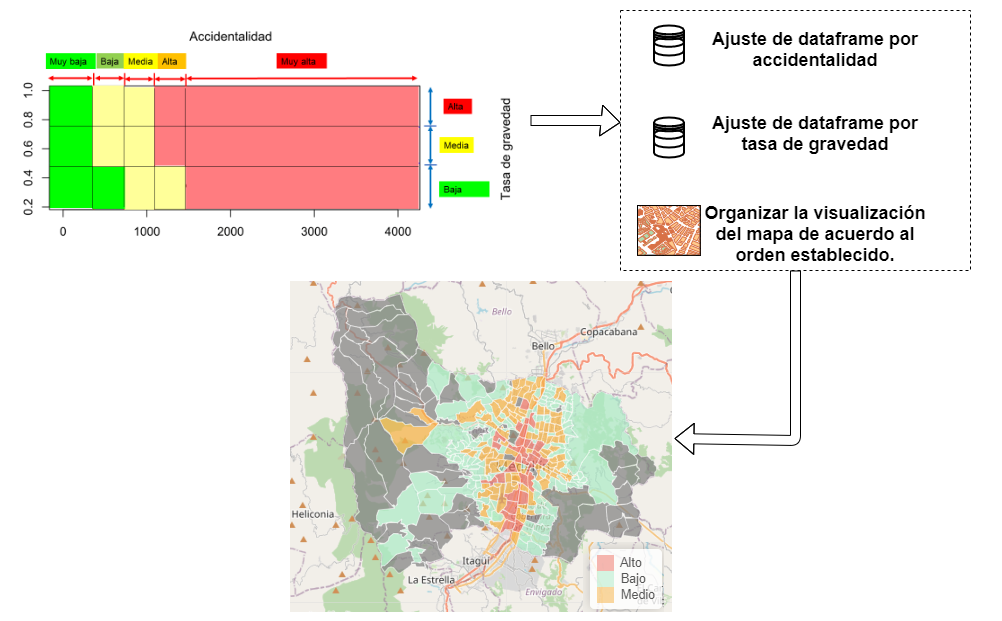 Accidentalidad
Muy baja
Baja
Media
Alta
Muy alta
1.0
0.8
0.6
0.4
0.2
0
1000
2000
3000
4000
Alta
Media
Baja
Tasa de gravedad
Ajuste de dataframe por
accidentalidad
Ajuste de dataframe por
tasa de gravedad
Organizar la visualización
del mapa de acuerdo al
orden establecido.
Bello
Copacabana
Bello
Heliconia
Itagüí
La Estrella
Envigado
Alto
Bajo
Medio